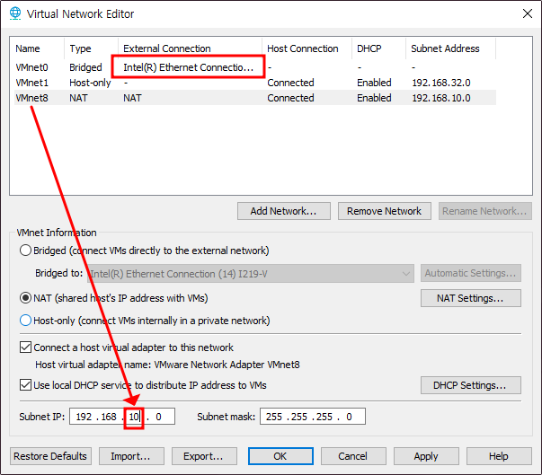 Virtual Network Editor
Name Type External Connection Host Connection DHCP Subnet Address
VMnet0 Bridged Intel(R) Ethernet Connectio... - - -
VMnet1 Host-only - Connected Enabled 192.168.32.0
VMnet8 NAT NAT Connected Enabled 192.168.10.0
Add Network... Remove Network Rename Network...
VMnet Information
Bridged (connect VMs directly to the external network)
Bridged to: Intel(R) Ethernet Connection (14) I219-V Automatic Settings...
NAT (shared host's IP address with VMs) NAT Settings...
Host-only (connect VMs internally in a private network)
Connect a host virtual adapter to this network
Host virtual adapter name: VMware Network Adapter VMnet8
Use local DHCP service to distribute IP address to VMs DHCP Settings...
Subnet IP: 192 . 168 . 10 . 0 Subnet mask: 255 . 255 . 255 . 0
Restore Defaults Import... Export... OK Cancel Apply Help